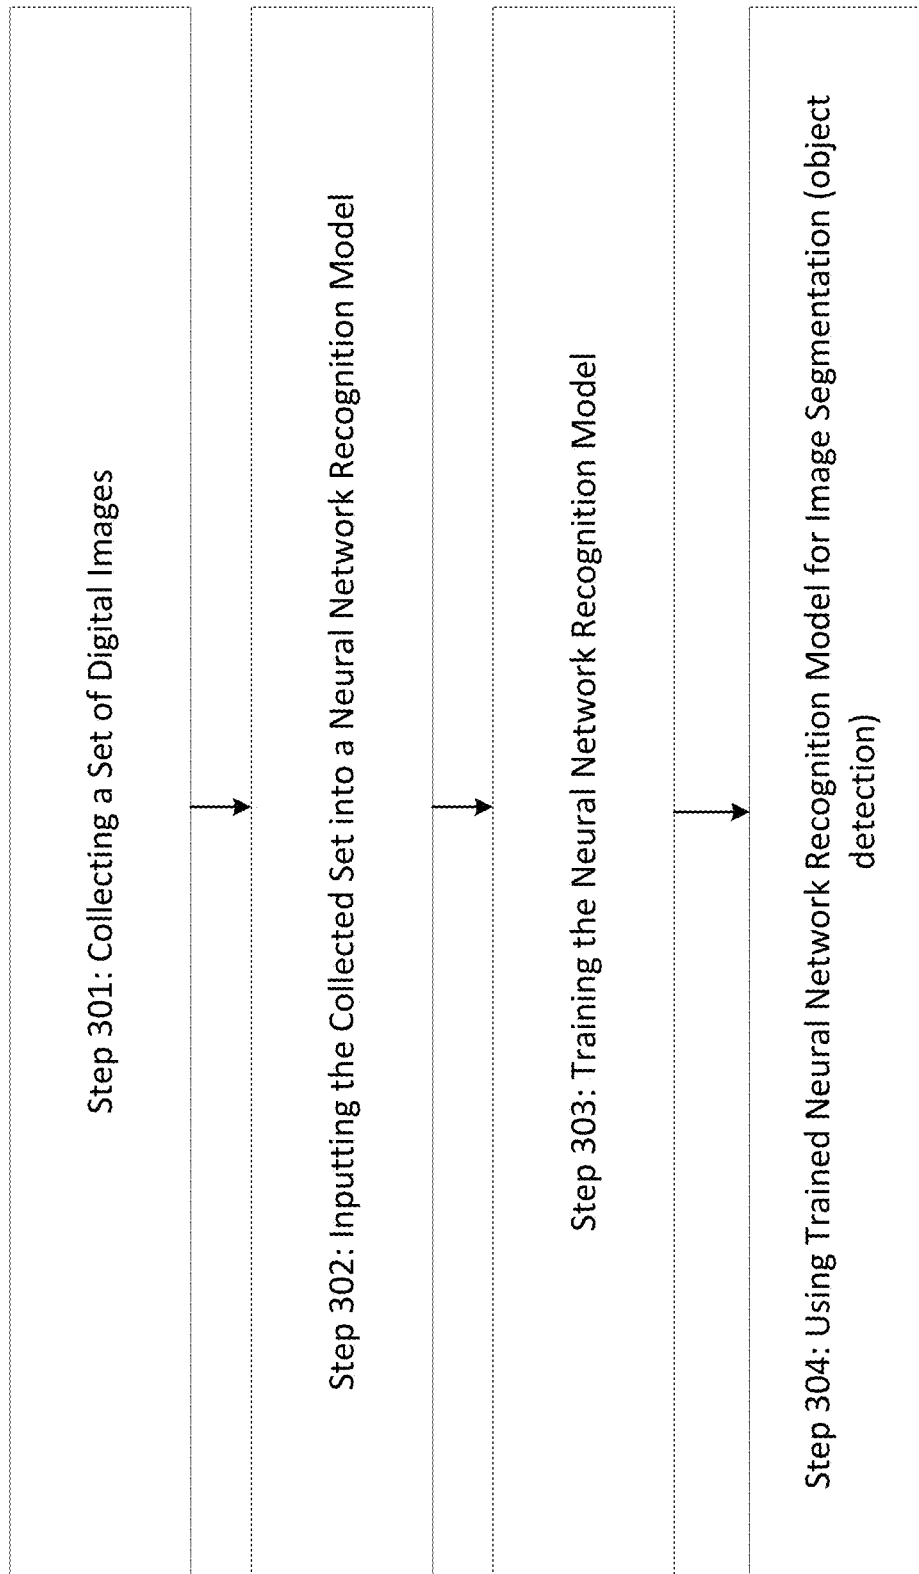 Step 301: Collecting a Set of Digital Images
Step 302: Inputting the Collected Set into a Neural Network Recognition Model
Step 303: Training the Neural Network Recognition Model
Step 304: Using Trained Neural Network Recognition Model for Image Segmentation (object
detection)